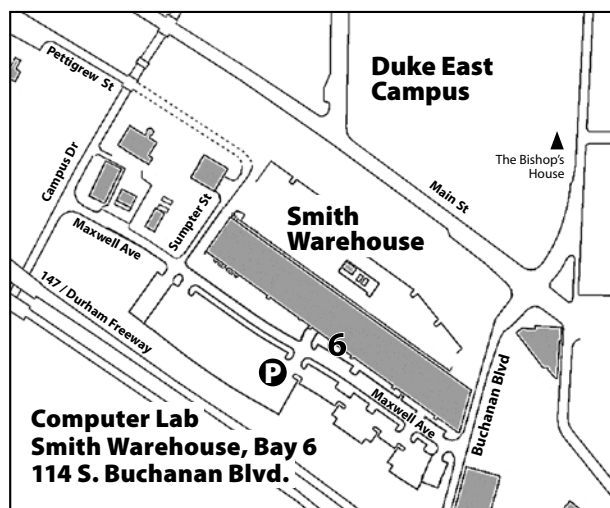 Pettigrew St
Duke East
Campus
The Bishop's
House
Campus Dr
Main St
Sumpter St
Smith
Warehouse
Maxwell Ave
147 / Durham Freeway
6
P
Maxwell Ave
Buchanan Blvd
Computer Lab
Smith Warehouse, Bay 6
114 S. Buchanan Blvd.